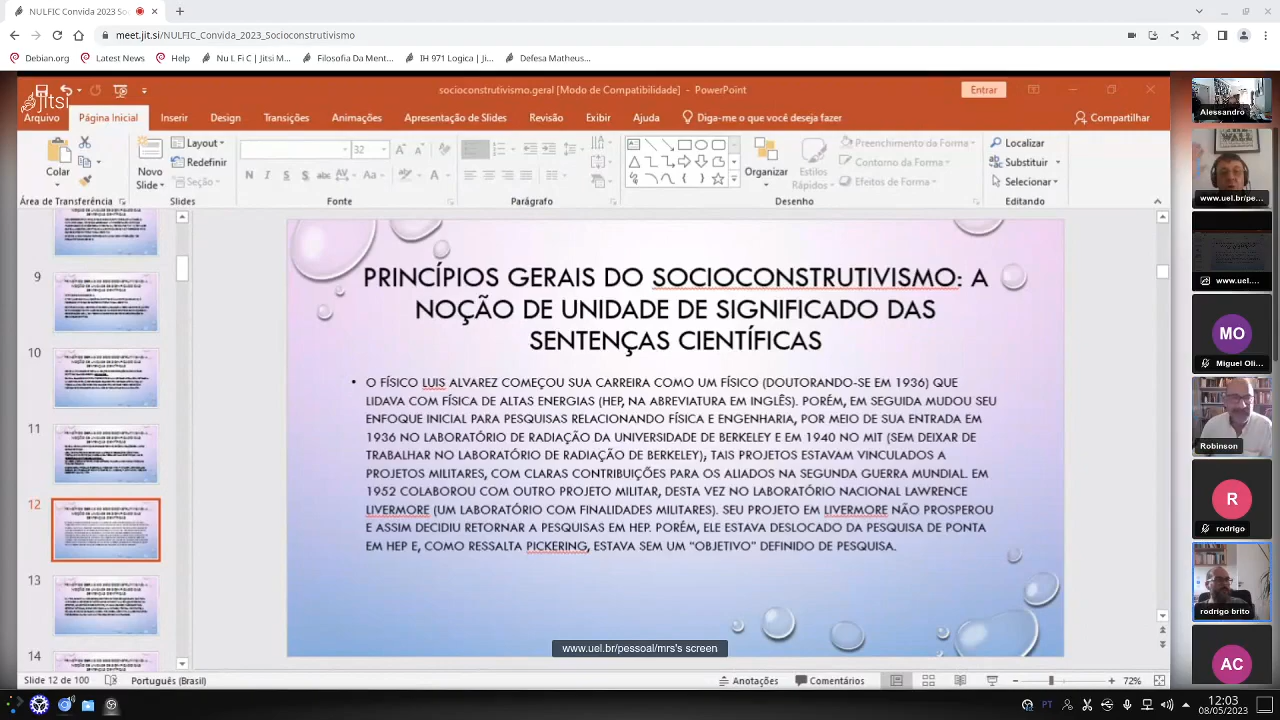 NULFIC Convida 2023 So
meet.jit.si/NULFIC_Convida_2023_Socioconstrutivismo
Debian.org
Latest News
Help
Nu L Fi C | Jitsi M...
Filosofia Da Ment...
IH 971 Logica | Ji...
Defesa Matheus...
Jitsi
socioconstrutivismo.geral [Modo de Compatibilidade] - PowerPoint
Entrar
Arquivo
Página Inicial
Inserir
Design
Transições
Animações
Apresentação de Slides
Revisão
Exibir
Ajuda
Diga-me o que você deseja fazer
Compartilhar
Colar
Novo
Slide
Layout
Redefinir
Seção
32
N I S S abc AV Aa A
Organizar
Estilos
Rápidos
Preenchimento da Forma
Contorno da Forma
Efeitos de Forma
Localizar
Substituir
Selecionar
Área de Transferência
Slides
Fonte
Parágrafo
Desenho
Editando
9
10
11
12
13
14
PRINCÍPIOS GERAIS DO SOCIOCONSTRUTIVISMO: A
NOÇÃO DE UNIDADE DE SIGNIFICADO DAS
SENTENÇAS CIENTÍFICAS
• O FÍSICO LUIS ALVAREZ COMEÇOU SUA CARREIRA COMO UM FÍSICO (DOUTORANDO-SE EM 1936) QUE
LIDAVA COM FÍSICA DE ALTAS ENERGIAS (HEP, NA ABREVIATURA EM INGLÊS). PORÉM, EM SEGUIDA MUDOU SEU
ENFOQUE INICIAL PARA PESQUISAS RELACIONANDO FÍSICA E ENGENHARIA, POR MEIO DE SUA ENTRADA EM
1936 NO LABORATÓRIO DE RADIAÇÃO DA UNIVERSIDADE DE BERKELEY E EM 1940 NO MIT (SEM DEIXAR DE
TRABALHAR NO LABORATÓRIO DE RADIAÇÃO DE BERKELEY); TAIS PROJETOS ESTAVAM VINCULADOS A
PROJETOS MILITARES, COM CLARAS CONTRIBUIÇÕES PARA OS ALIADOS NA SEGUNDA GUERRA MUNDIAL. EM
1952 COLABOROU COM OUTRO PROJETO MILITAR, DESTA VEZ NO LABORATÓRIO NACIONAL LAWRENCE
LIVERMORE (UM LABORATÓRIO COM FINALIDADES MILITARES). SEU PROJETO EM LIVERMORE NÃO PROSPEROU
E ASSIM DECIDIU RETORNAR A PESQUISAS EM HEP. PORÉM, ELE ESTAVA DESLOCADO DA PESQUISA DE PONTA
EM HEP E, COMO RESSALTA PICKERING, ESTAVA SEM UM "OBJETIVO" DEFINIDO DE PESQUISA.
www.uel.br/pessoal/mrs's screen
Slide 12 de 100
Português (Brasil)
Anotações
Comentários
72%
Alessandro
www.uel.br/pe...
www.uel....
MO
Miguel Oli...
Robinson
R
rodrigo
rodrigo brito
AC
PT
12:03
08/05/2023